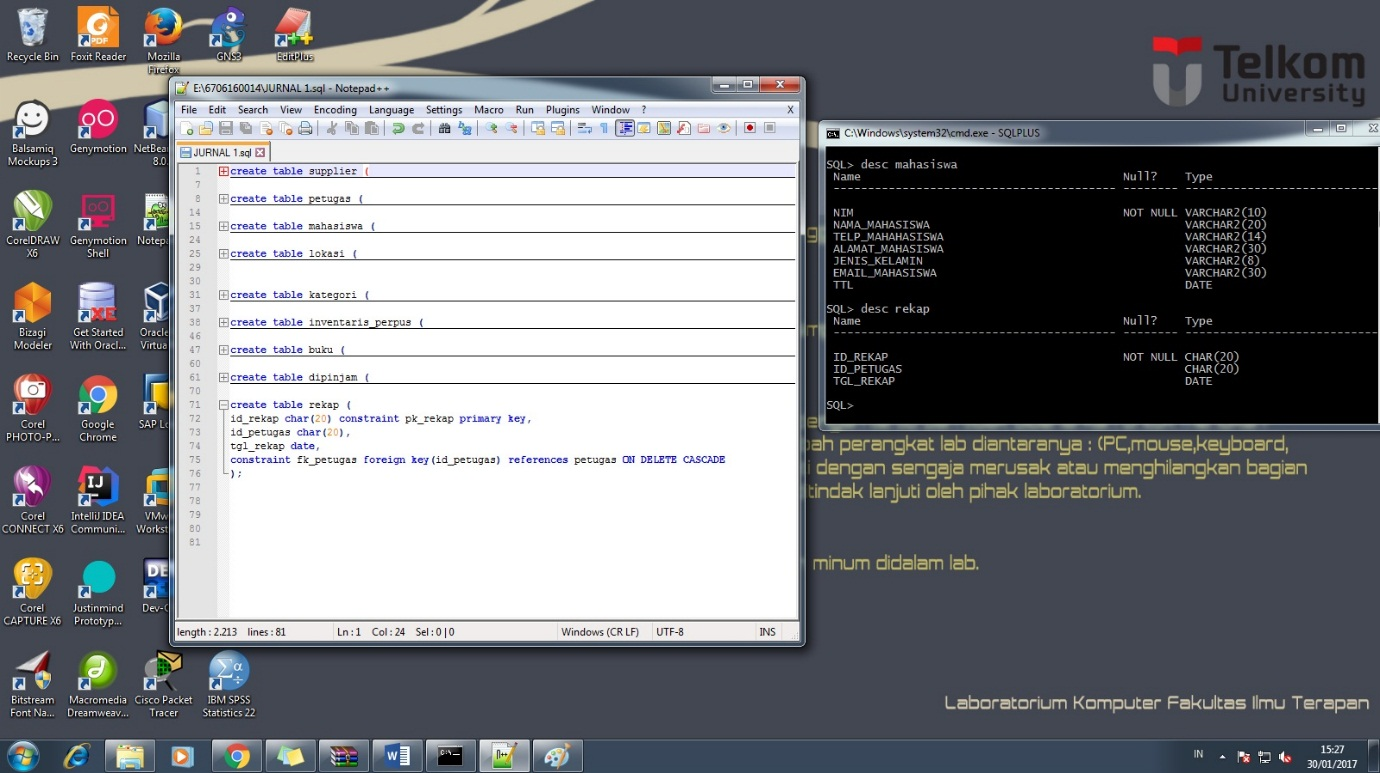 Recycle Bin
Foxit Reader
Mozilla
Firefox
GNS3
EditPlus
Telkom
University
E:\6706160014\JURNAL 1.sql - Notepad++
File Edit Search View Encoding Language Settings Macro Run Plugins Window ? X
JURNAL 1.sql
1 create table supplier (
7
8 create table petugas (
14
15 create table mahasiswa (
24
25 create table lokasi (
29
30
31 create table kategori (
37
38 create table inventaris_perpus (
46
47 create table buku (
60
61 create table dipinjam (
70
71 create table rekap (
72 id_rekap char(20) constraint pk_rekap primary key,
73 id_petugas char(20),
74 tgl_rekap date,
75 constraint fk_petugas foreign key(id_petugas) references petugas ON DELETE CASCADE
76 );
77
78
79
80
81
length : 2.213 lines : 81 Ln : 1 Col : 24 Sel : 0 | 0 Windows (CR LF) UTF-8 INS
C:\Windows\system32\cmd.exe - SQLPLUS
SQL> desc mahasiswa
Name Null? Type
NIM NOT NULL VARCHAR2(10)
NAMA_MAHASISWA VARCHAR2(20)
TELP_MAHAHASISWA VARCHAR2(14)
ALAMAT_MAHASISWA VARCHAR2(30)
JENIS_KELAMIN VARCHAR2(8)
EMAIL_MAHASISWA VARCHAR2(30)
TTL DATE
SQL> desc rekap
Name Null? Type
ID_REKAP NOT NULL CHAR(20)
ID_PETUGAS CHAR(20)
TGL_REKAP DATE
SQL>
perangkat lab diantaranya : (PC,mouse,keyboard,
dengan sengaja merusak atau menghilangkan bagian
tindak lanjuti oleh pihak laboratorium.
minum didalam lab.
Balsamiq
Mockups 3
Genymotion
NetBea
8.0
CorelDRAW
X6
Genymotion
Shell
Notep
Bizagi
Modeler
Get Started
With Oracl...
Oracle
Virtua
Corel
PHOTO-P...
Google
Chrome
SAP Lo
Corel
CONNECT X6
IntelliJ IDEA
Communi...
VMw
Workst
Corel
CAPTURE X6
Justinmind
Prototyp...
Dev-C
Bitstream
Font Na...
Macromedia
Dreamweav...
Cisco Packet
Tracer
IBM SPSS
Statistics 22
Laboratorium Komputer Fakultas Ilmu Terapan
IN
15:27
30/01/2017